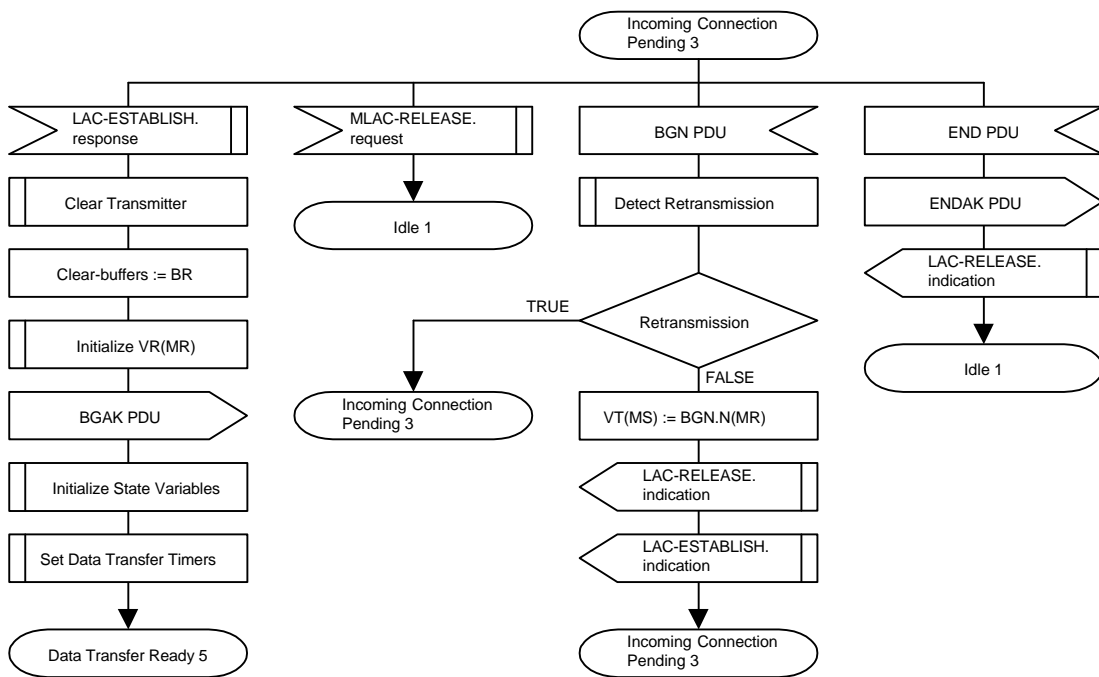 Incoming Connection
Pending 3
LAC-ESTABLISH.
response
Clear Transmitter
Clear-buffers := BR
Initialize VR(MR)
BGAK PDU
Initialize State Variables
Set Data Transfer Timers
Data Transfer Ready 5
MLAC-RELEASE.
request
Idle 1
BGN PDU
Detect Retransmission
Retransmission
TRUE
Incoming Connection
Pending 3
FALSE
VT(MS) := BGN.N(MR)
LAC-RELEASE.
indication
LAC-ESTABLISH.
indication
Incoming Connection
Pending 3
END PDU
ENDAK PDU
LAC-RELEASE.
indication
Idle 1